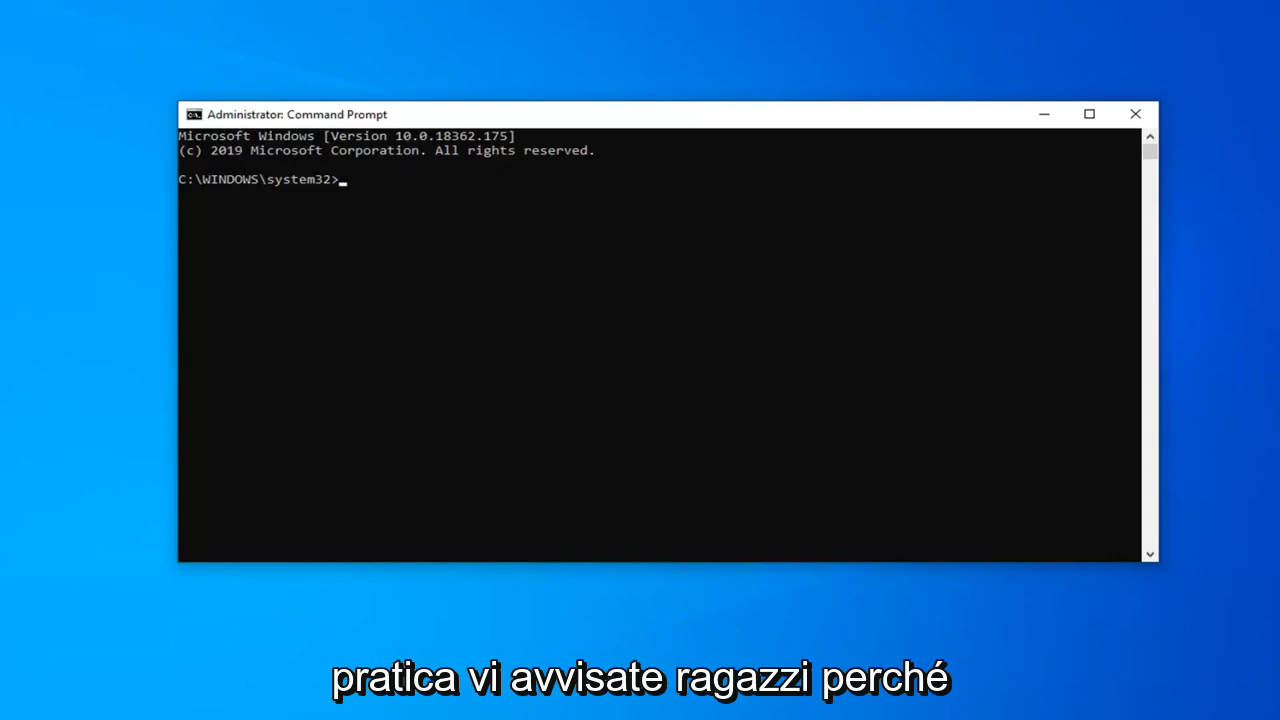 Administrator: Command Prompt
Microsoft Windows [Version 10.0.18362.175]
(c) 2019 Microsoft Corporation. All rights reserved.
C:\WINDOWS\system32>
pratica vi avvisate ragazzi perché